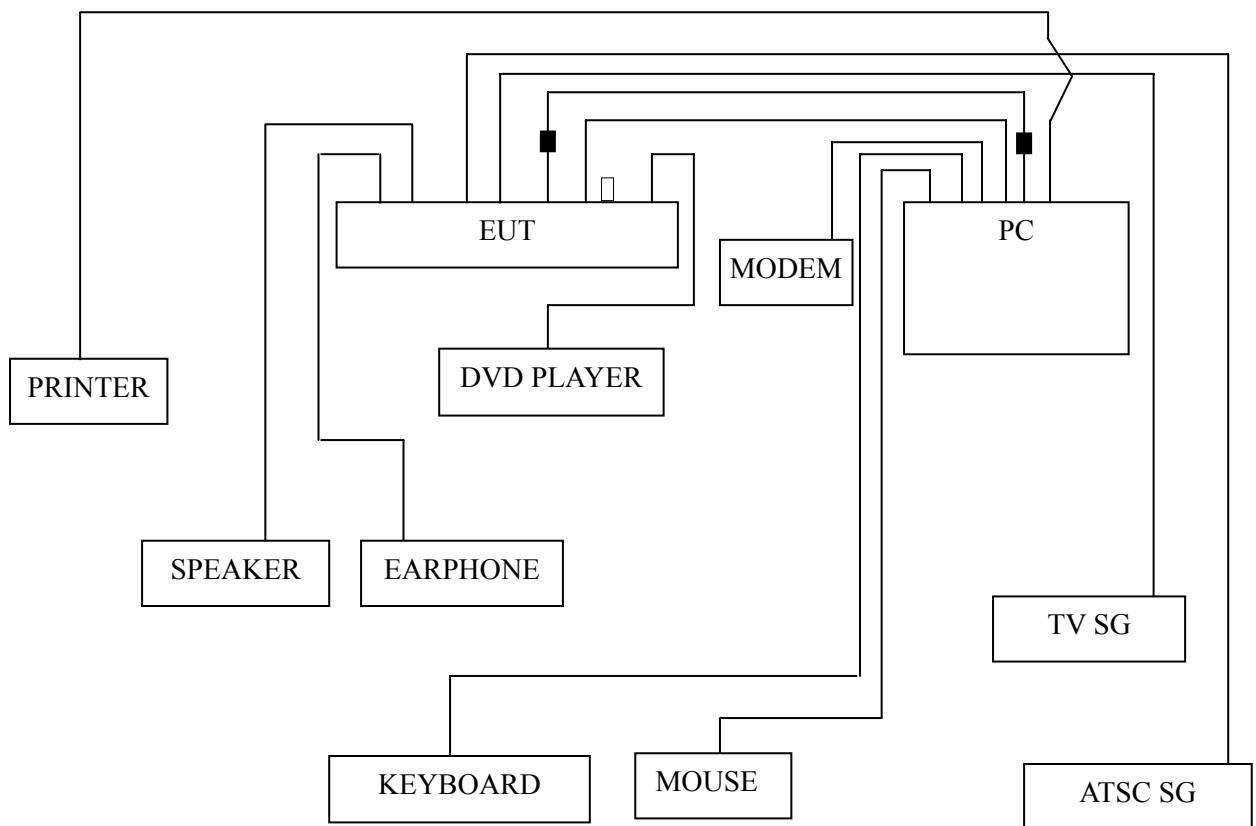 EUT
PC
MODEM
PRINTER
DVD PLAYER
SPEAKER
EARPHONE
TV SG
KEYBOARD
MOUSE
ATSC SG